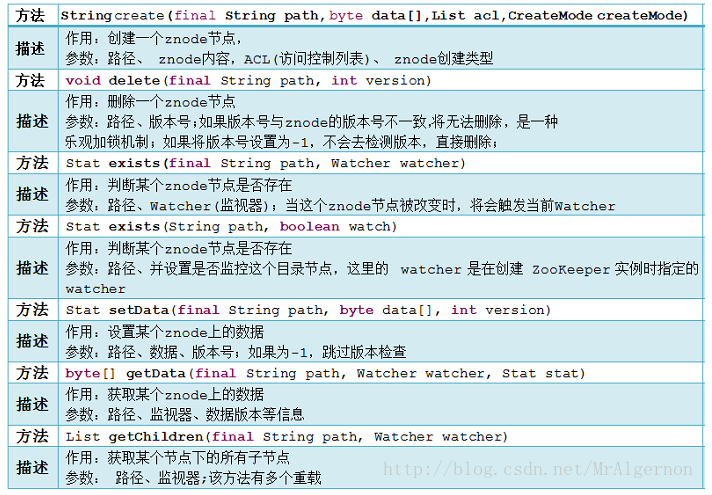 方法 String create(final String path,byte data[],List acl,CreateMode createMode)
描述 作用：创建一个znode节点，
参数：路径、 znode内容，ACL(访问控制列表)、 znode创建类型
方法 void delete(final String path, int version)
描述 作用：删除一个znode节点
参数：路径、版本号;如果版本号与znode的版本号不一致,将无法删除，是一种
乐观加锁机制；如果将版本号设置为-1，不会去检测版本，直接删除；
方法 Stat exists(final String path, Watcher watcher)
描述 作用：判断某个znode节点是否存在
参数：路径、Watcher(监视器)；当这个znode节点被改变时，将会触发当前Watcher
方法 Stat exists(String path, boolean watch)
描述 作用：判断某个znode节点是否存在
参数：路径、并设置是否监控这个目录节点，这里的 watcher 是在创建 ZooKeeper 实例时指定的
watcher
方法 Stat setData(final String path, byte data[], int version)
描述 作用：设置某个znode上的数据
参数：路径、数据、版本号；如果为-1，跳过版本检查
方法 byte[] getData(final String path, Watcher watcher, Stat stat)
描述 作用：获取某个znode上的数据
参数：路径、监视器、数据版本等信息
方法 List getChildren(final String path, Watcher watcher)
描述 作用：获取某个节点下的所有子节点
参数： 路径、监视器;该方法有多个重载
http://blog.csdn.net/MrAlgernon